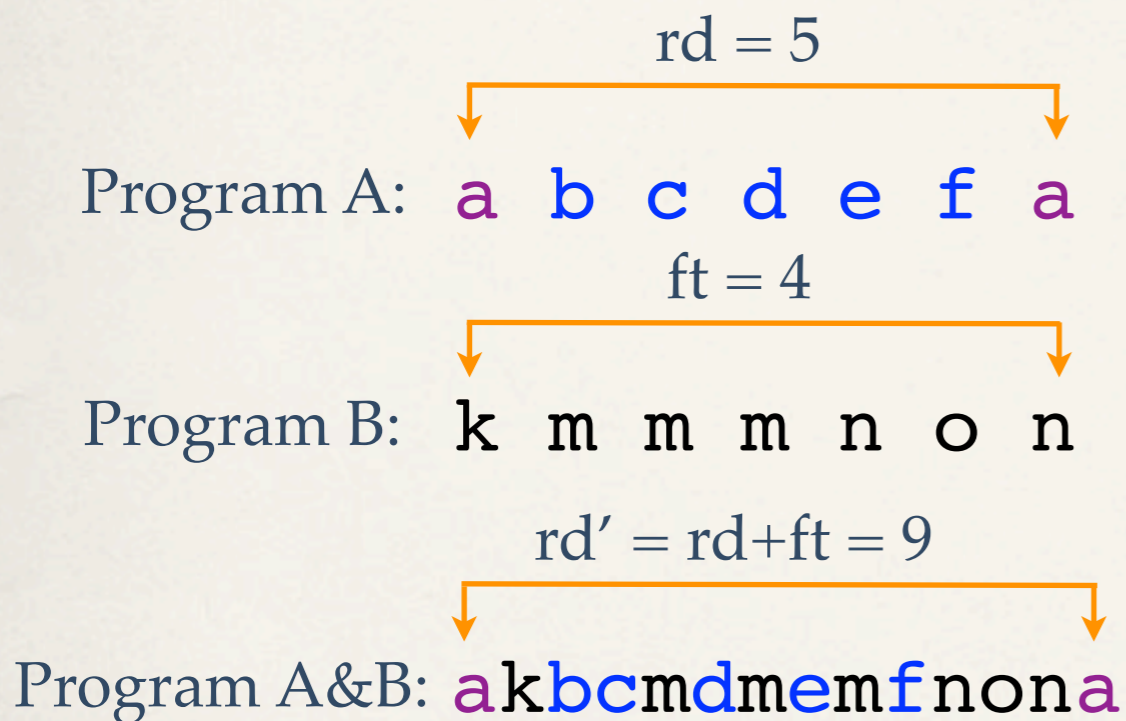 rd = 5
Program A: a b c d e f a
ft = 4
Program B: k m m m n o n
rd′ = rd+ft = 9
Program A&B: akbcmdmemfnona